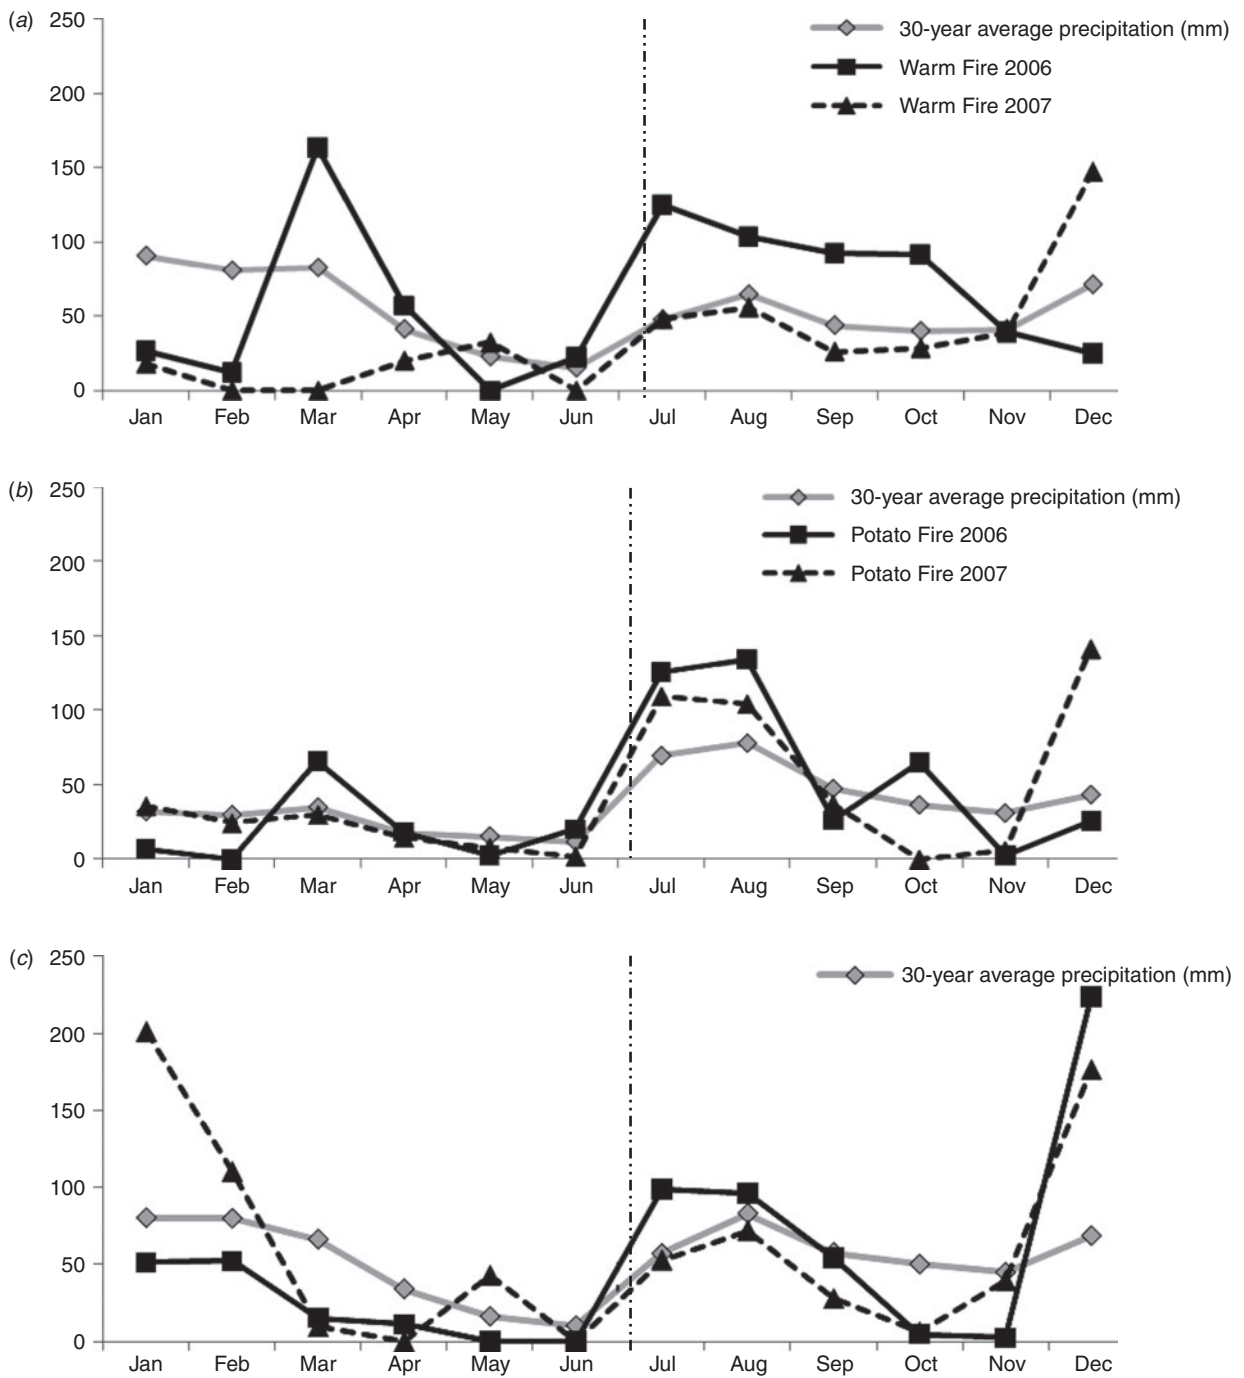 (a)
250
200
150
100
50
0
30-year average precipitation (mm)
Warm Fire 2006
Warm Fire 2007
Jan Feb Mar Apr May Jun Jul Aug Sep Oct Nov Dec
(b)
250
200
150
100
50
0
30-year average precipitation (mm)
Potato Fire 2006
Potato Fire 2007
Jan Feb Mar Apr May Jun Jul Aug Sep Oct Nov Dec
(c)
250
200
150
100
50
0
30-year average precipitation (mm)
Jan Feb Mar Apr May Jun Jul Aug Sep Oct Nov Dec